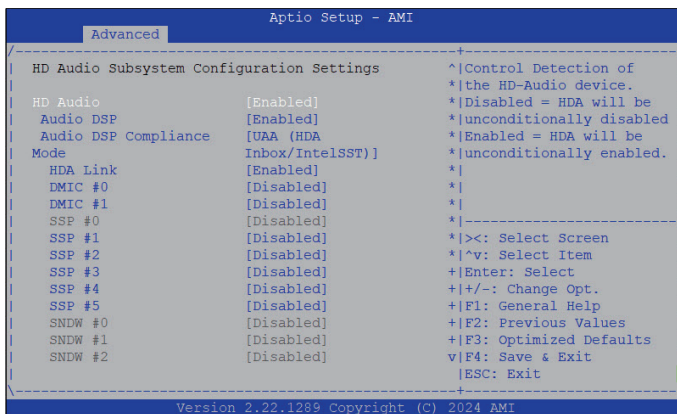 Aptio Setup - AMI
Advanced
HD Audio Subsystem Configuration Settings
HD Audio [Enabled]
Audio DSP [Enabled]
Audio DSP Compliance [UAA (HDA
Mode Inbox/IntelSST)]
HDA Link [Enabled]
DMIC #0 [Disabled]
DMIC #1 [Disabled]
SSP #0 [Disabled]
SSP #1 [Disabled]
SSP #2 [Disabled]
SSP #3 [Disabled]
SSP #4 [Disabled]
SSP #5 [Disabled]
SNDW #0 [Disabled]
SNDW #1 [Disabled]
SNDW #2 [Disabled]
Control Detection of
the HD-Audio device.
Disabled = HDA will be
unconditionally disabled
Enabled = HDA will be
unconditionally enabled.
><: Select Screen
^v: Select Item
Enter: Select
+/-: Change Opt.
F1: General Help
F2: Previous Values
F3: Optimized Defaults
F4: Save & Exit
ESC: Exit
Version 2.22.1289 Copyright (C) 2024 AMI